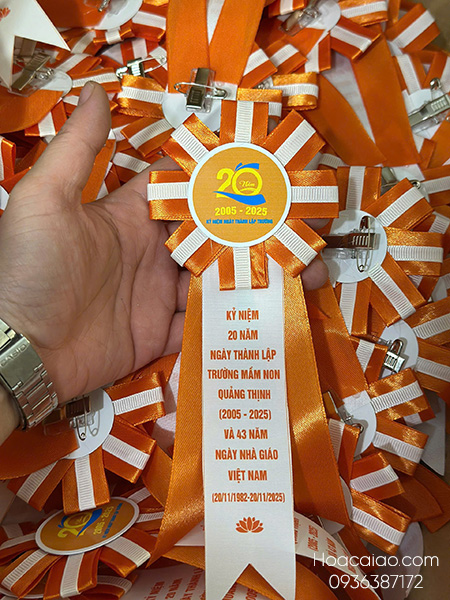 20
Năm
2005 - 2025
KỶ NIỆM NGÀY THÀNH LẬP TRƯỜNG
KỶ NIỆM
20 NĂM
NGÀY THÀNH LẬP
TRƯỜNG MẦM NON
QUẢNG THỊNH
(2005 - 2025)
VÀ 43 NĂM
NGÀY NHÀ GIÁO
VIỆT NAM
(20/11/1982-20/11/2025)
Hoacaiao.com
0936387172